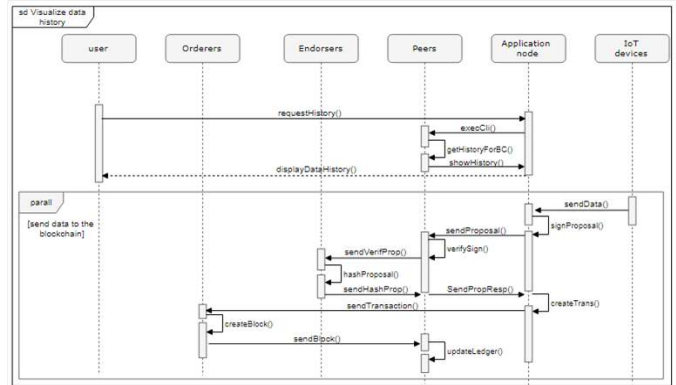 sd Visualize data
history
user
Orderers
Endorsers
Peers
Application
node
IoT
devices
requestHistory()
execCli()
getHistoryForBC()
showHistory()
displayDataHistory()
parall
[send data to the
blockchain]
sendData()
signProposal()
sendProposal()
verifySign()
sendVerifProp()
hashProposal()
sendHashProp()
SendPropResp()
createTrans()
sendTransaction()
createBlock()
sendBlock()
updateLedger()